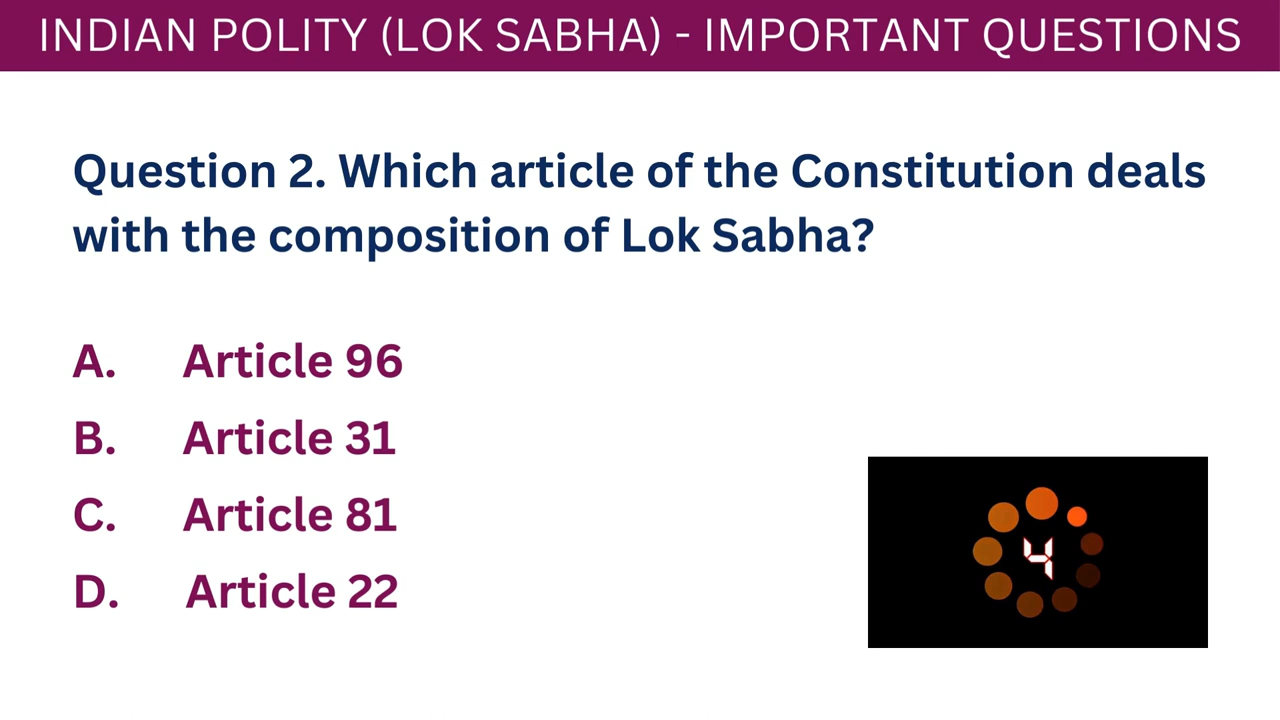 INDIAN POLITY (LOK SABHA) - IMPORTANT QUESTIONS
Question 2. Which article of the Constitution deals
with the composition of Lok Sabha?
A. Article 96
B. Article 31
C. Article 81
D. Article 22
4